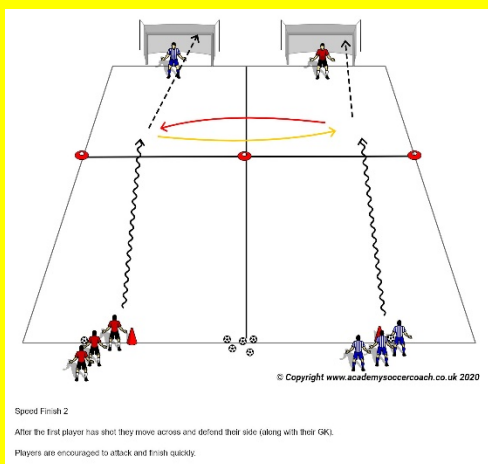 © Copyright www.academysoccercoach.co.uk 2020
Speed Finish 2
After the first player has shot they move across and defend their side (along with their GK).
Players are encouraged to attack and finish quickly.